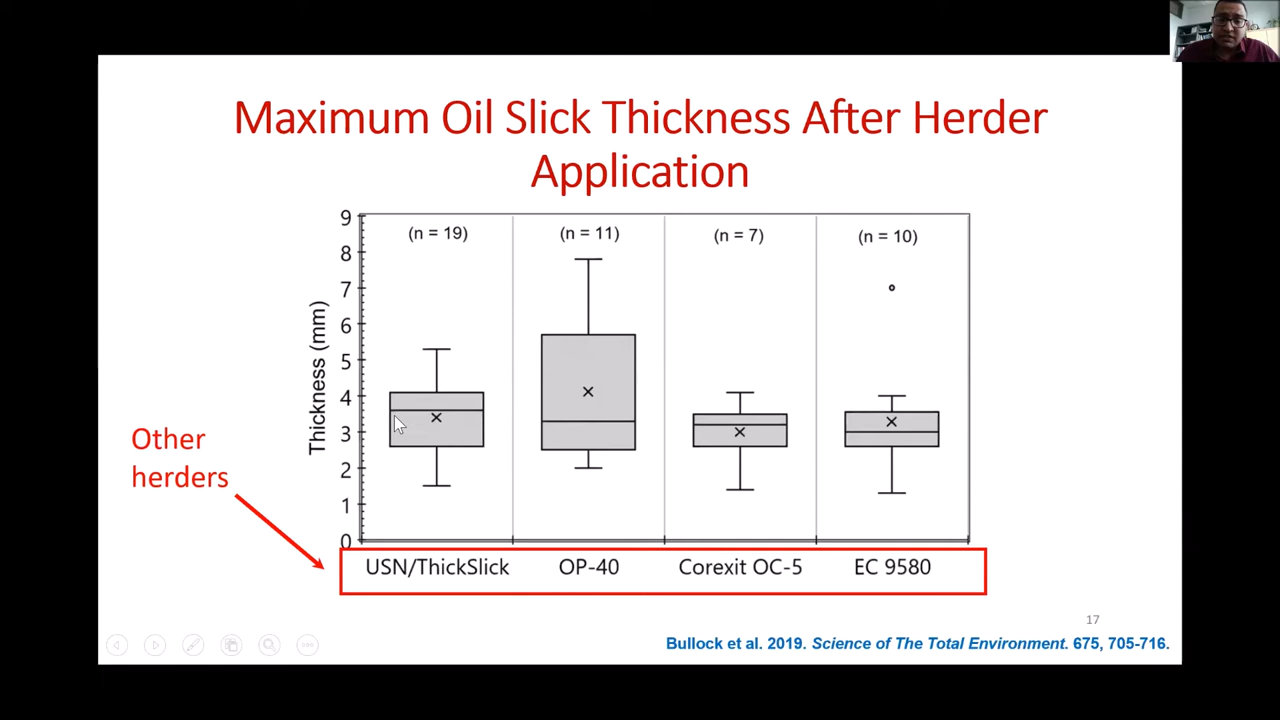 Maximum Oil Slick Thickness After Herder
Application
9
8
7
6
5
4
3
2
1
0
Thickness (mm)
(n = 19)
(n = 11)
(n = 7)
(n = 10)
Other
herders
USN/ThickSlick
OP-40
Corexit OC-5
EC 9580
17
Bullock et al. 2019. Science of The Total Environment. 675, 705-716.